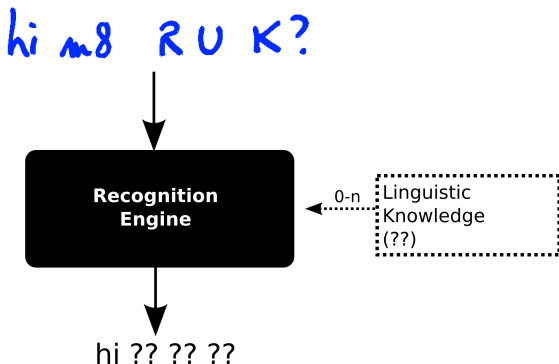 hi m8 R U K?
Recognition
Engine
0-n
Linguistic
Knowledge
(??)
hi ?? ?? ??